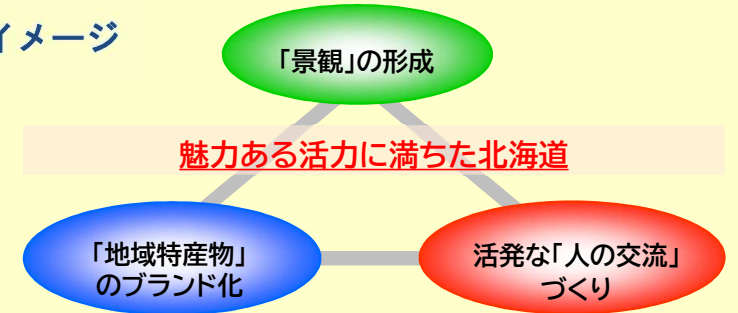 イメージ
「景観」の形成
魅力ある活力に満ちた北海道
「地域特産物」
のブランド化
活発な「人の交流」
づくり